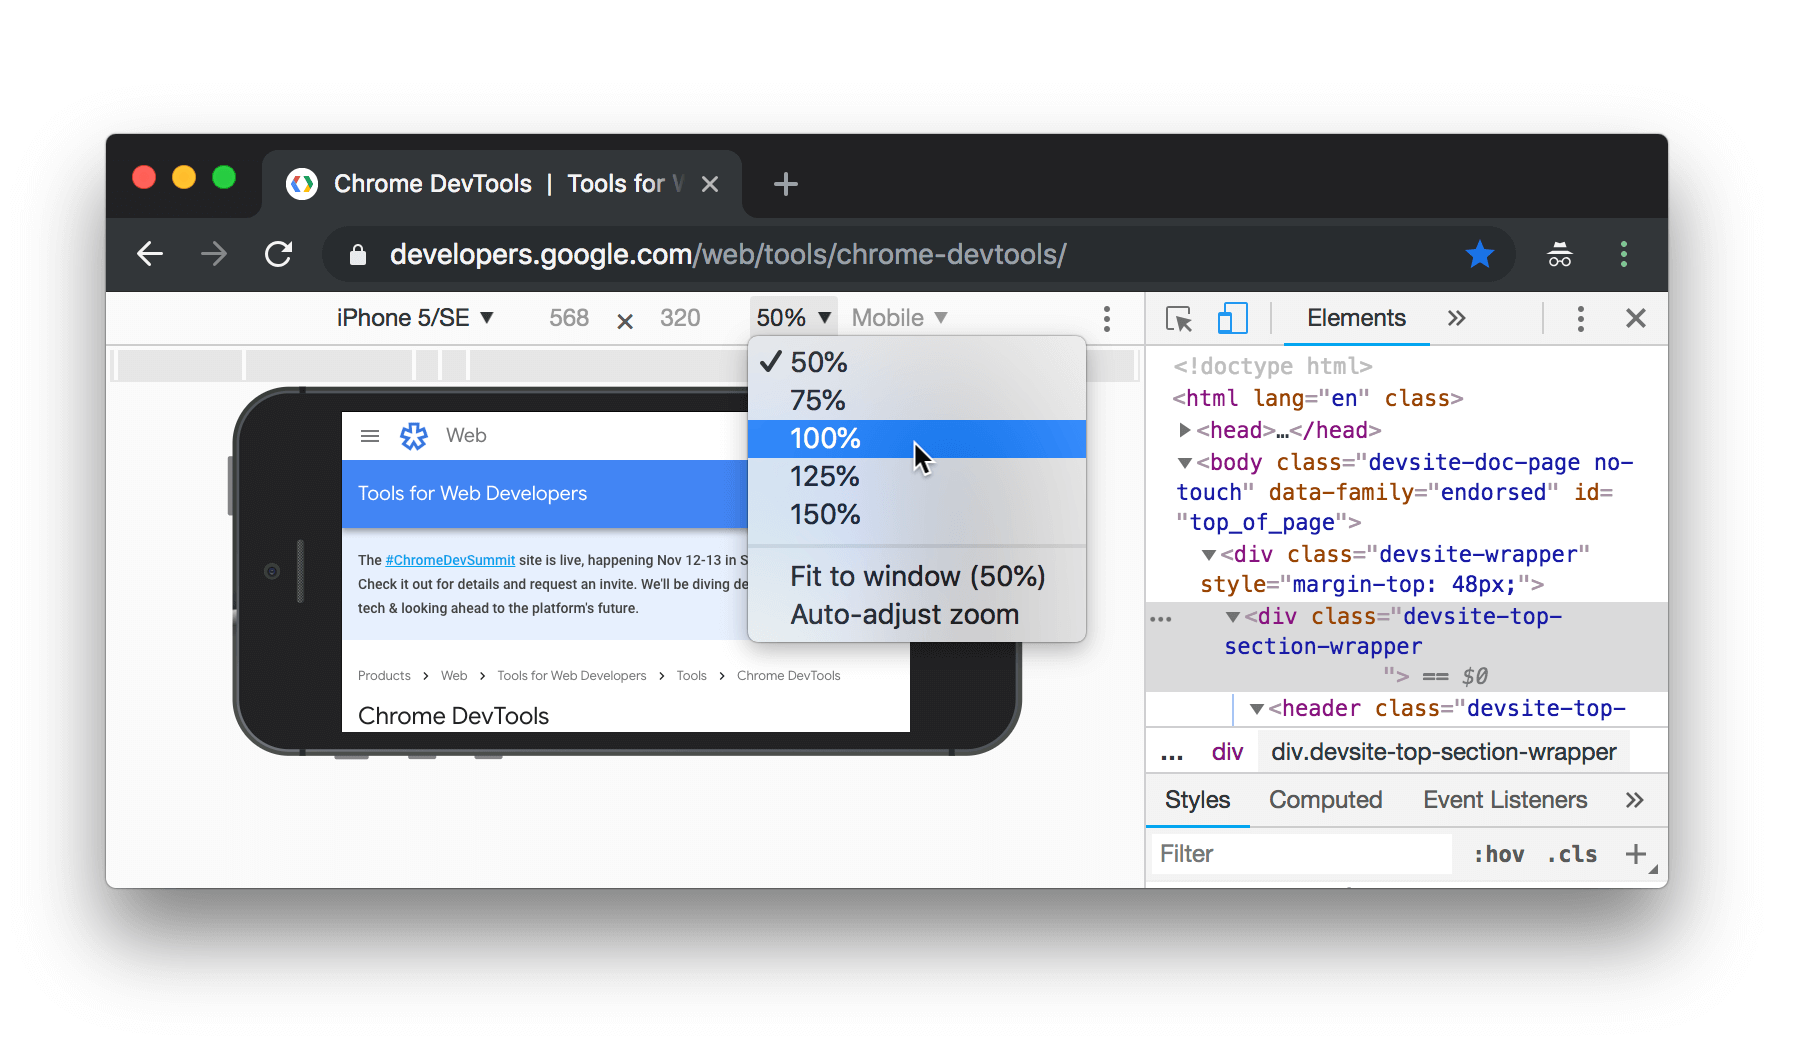 Chrome DevTools | Tools for W
developers.google.com/web/tools/chrome-devtools/
iPhone 5/SE ▼ 568 × 320 50% ▼ Mobile ▼
✓ 50%
75%
100%
125%
150%
Fit to window (50%)
Auto-adjust zoom
Web
Tools for Web Developers
The #ChromeDevSummit site is live, happening Nov 12-13 in S
Check it out for details and request an invite. We'll be diving de
tech & looking ahead to the platform's future.
Products > Web > Tools for Web Developers > Tools > Chrome DevTools
Chrome DevTools
Elements »
<!doctype html>
<html lang="en" class>
▶<head>…</head>
▼<body class="devsite-doc-page no-
touch" data-family="endorsed" id=
"top_of_page">
▼<div class="devsite-wrapper"
style="margin-top: 48px;">
… ▼<div class="devsite-top-
section-wrapper
"> == $0
▼<header class="devsite-top-
… div div.devsite-top-section-wrapper
Styles Computed Event Listeners »
Filter :hov .cls +